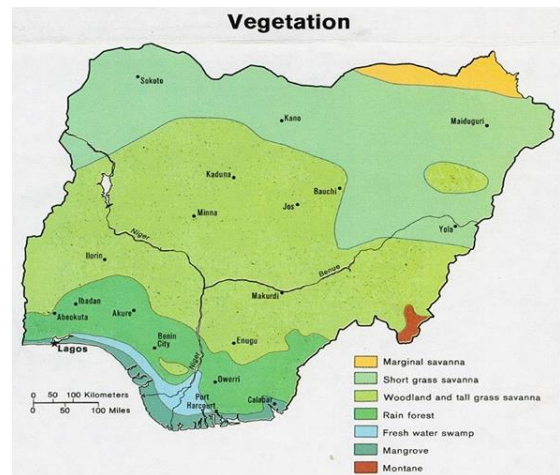 Vegetation
Sokoto
Kano
Maiduguri
Kaduna
Bauchi
Jos
Minna
Yola
Niger
Benue
Ilorin
Makurdi
Ibadan
Abeokuta
Akure
Enugu
Benin
City
Lagos
Niger
Owerri
Port
Harcourt
Calabar
0 50 100 Kilometers
0 50 100 Miles
Marginal savanna
Short grass savanna
Woodland and tall grass savanna
Rain forest
Fresh water swamp
Mangrove
Montane